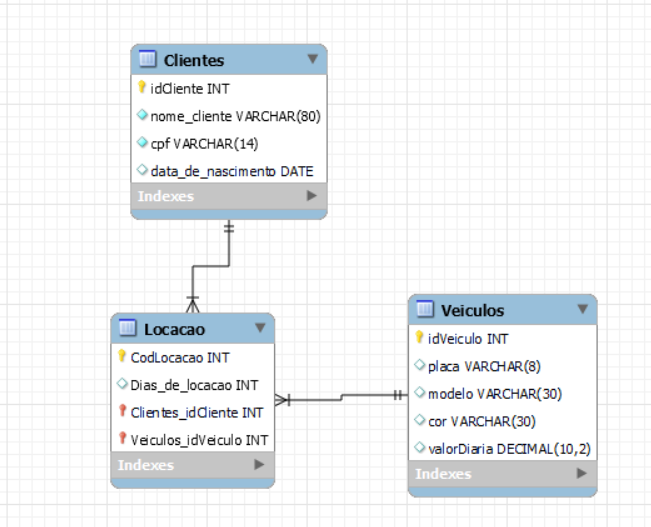 Clientes
idCliente INT
nome_cliente VARCHAR(80)
cpf VARCHAR(14)
data_de_nascimento DATE
Indexes
Locacao
CodLocacao INT
Dias_de_locacao INT
Clientes_idCliente INT
Veiculos_idVeiculo INT
Indexes
Veiculos
idVeiculo INT
placa VARCHAR(8)
modelo VARCHAR(30)
cor VARCHAR(30)
valorDiaria DECIMAL(10,2)
Indexes